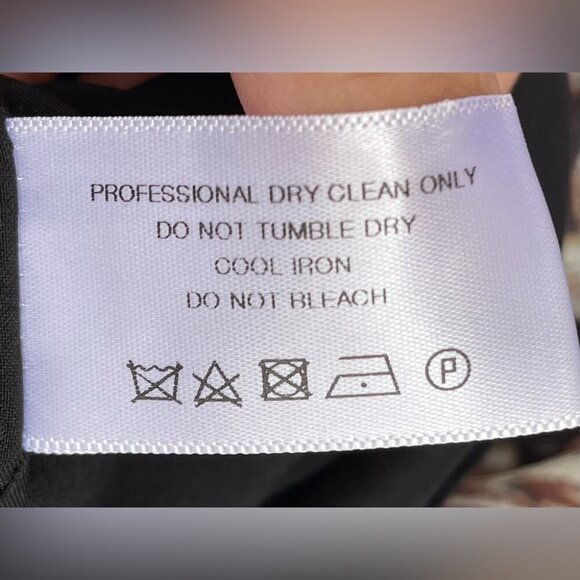 PROFESSIONAL DRY CLEAN ONLY
DO NOT TUMBLE DRY
COOL IRON
DO NOT BLEACH
P